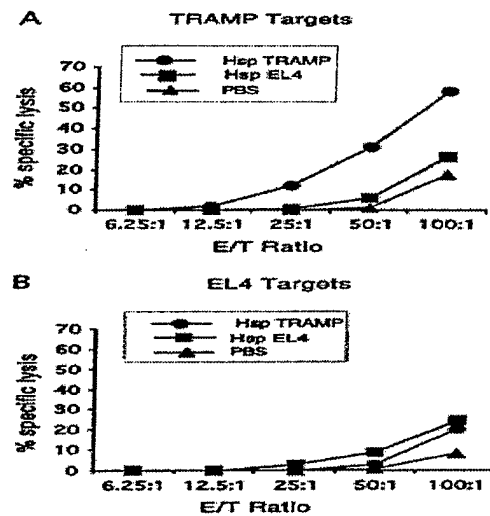 A
TRAMP Targets
Hsp TRAMP
Hsp EL4
PBS
% specific lysis
70
60
50
40
30
20
10
0
6.25:1 12.5:1 25:1 50:1 100:1
E/T Ratio
B
EL4 Targets
Hsp TRAMP
Hsp EL4
PBS
% specific lysis
70
60
50
40
30
20
10
0
6.25:1 12.5:1 25:1 50:1 100:1
E/T Ratio